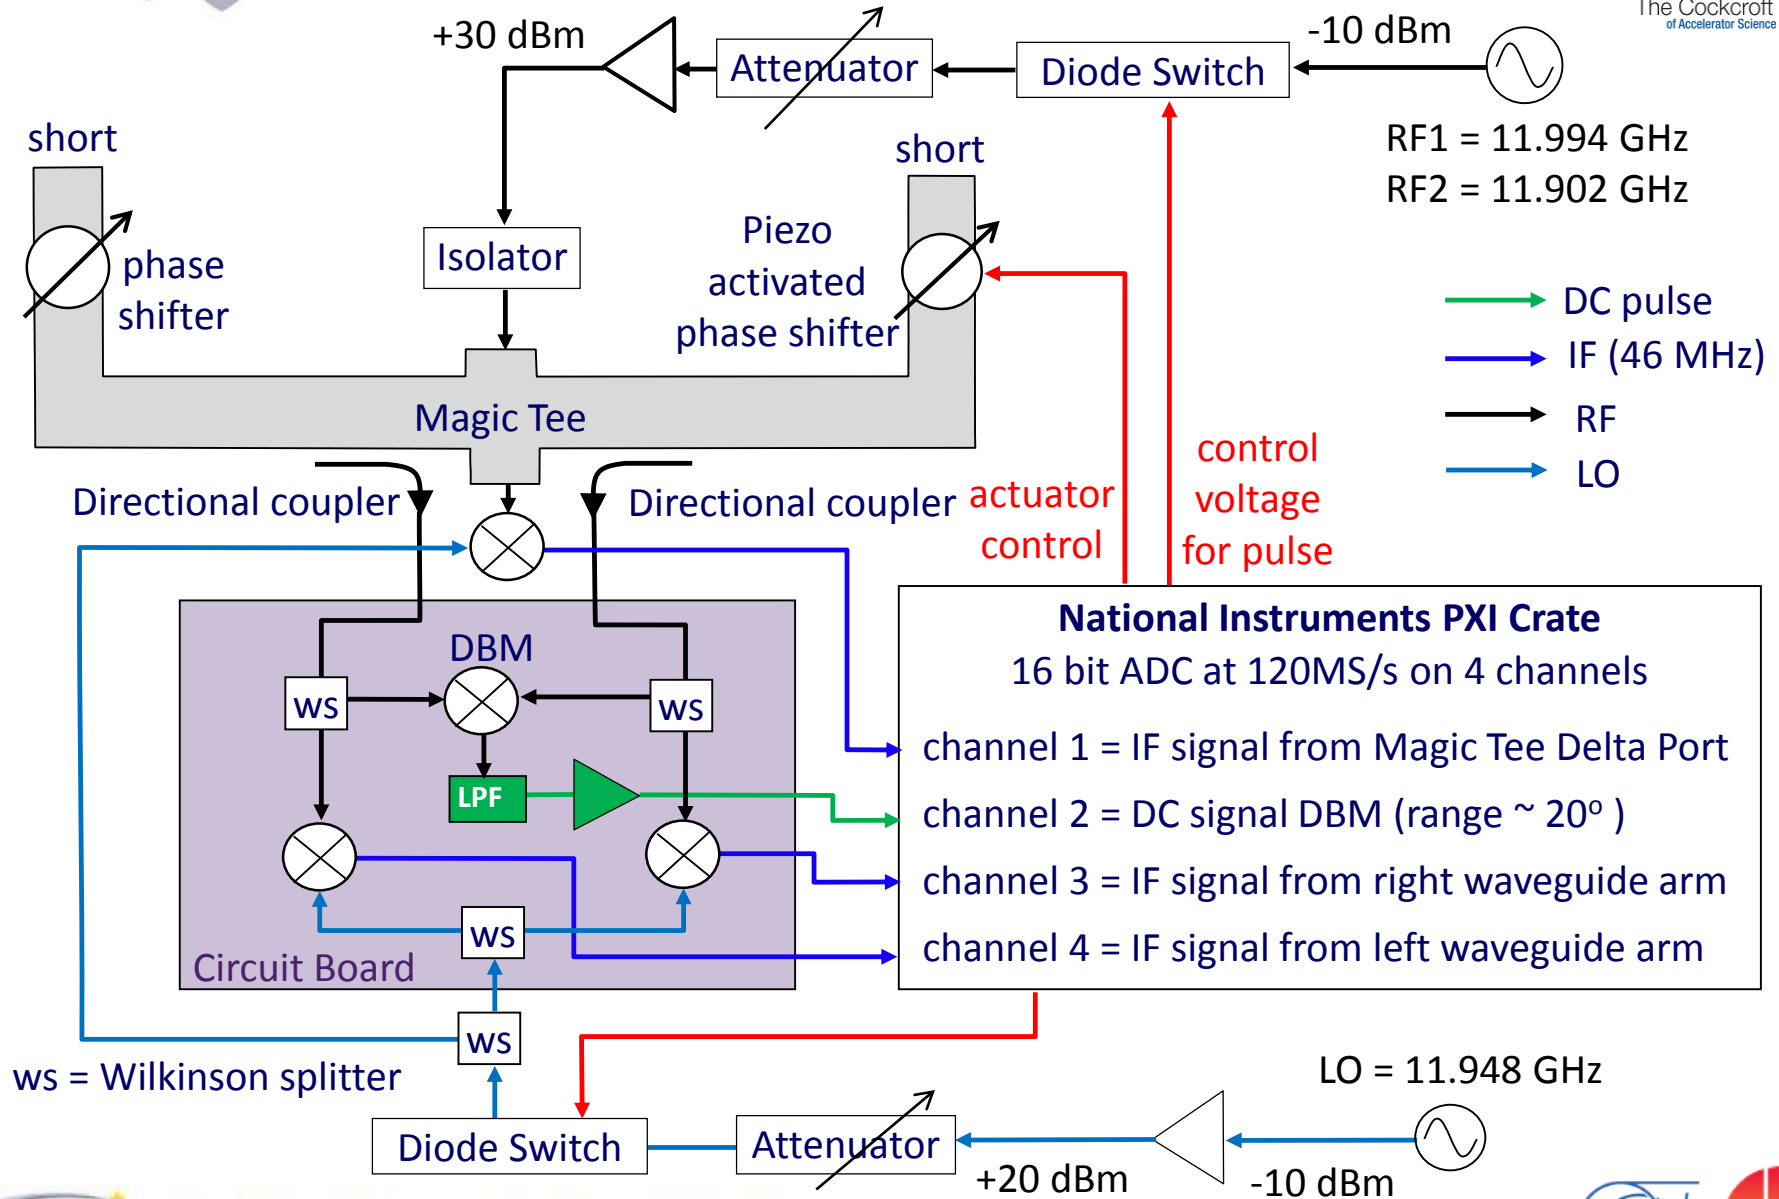 The Cockcroft
of Accelerator Science
+30 dBm
Attenuator
Diode Switch
-10 dBm
RF1 = 11.994 GHz
RF2 = 11.902 GHz
short
short
phase
shifter
Isolator
Piezo
activated
phase shifter
DC pulse
IF (46 MHz)
RF
LO
Magic Tee
Directional coupler
Directional coupler
actuator
control
control
voltage
for pulse
DBM
ws
ws
LPF
ws
Circuit Board
National Instruments PXI Crate
16 bit ADC at 120MS/s on 4 channels
channel 1 = IF signal from Magic Tee Delta Port
channel 2 = DC signal DBM (range ~ 20º )
channel 3 = IF signal from right waveguide arm
channel 4 = IF signal from left waveguide arm
ws
ws = Wilkinson splitter
LO = 11.948 GHz
Diode Switch
Attenuator
+20 dBm
-10 dBm